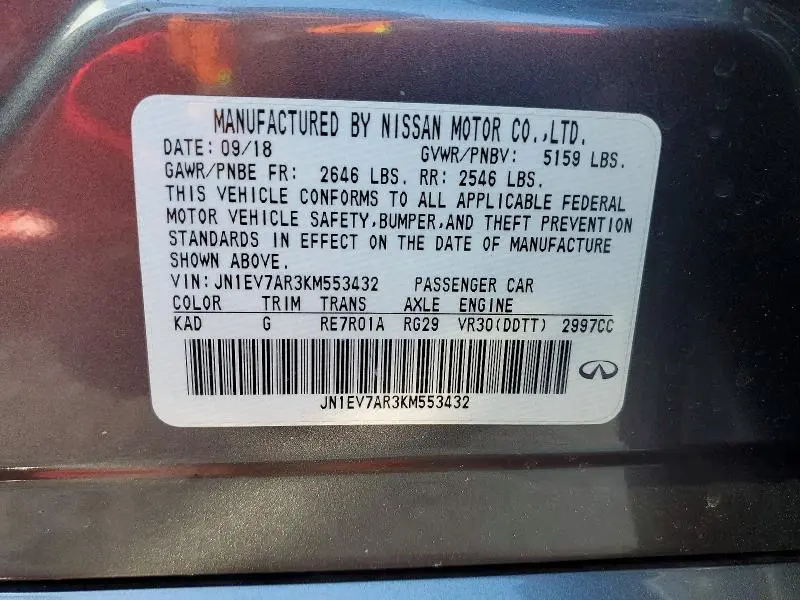 MANUFACTURED BY NISSAN MOTOR CO.,LTD.
DATE: 09/18 GVWR/PNBV: 5159 LBS.
GAWR/PNBE FR: 2646 LBS. RR: 2546 LBS.
THIS VEHICLE CONFORMS TO ALL APPLICABLE FEDERAL
MOTOR VEHICLE SAFETY,BUMPER,AND THEFT PREVENTION
STANDARDS IN EFFECT ON THE DATE OF MANUFACTURE
SHOWN ABOVE.
VIN:JN1EV7AR3KM553432 PASSENGER CAR
COLOR TRIM TRANS AXLE ENGINE
KAD G RE7R01A RG29 VR30(DDTT) 2997CC
JN1EV7AR3KM553432